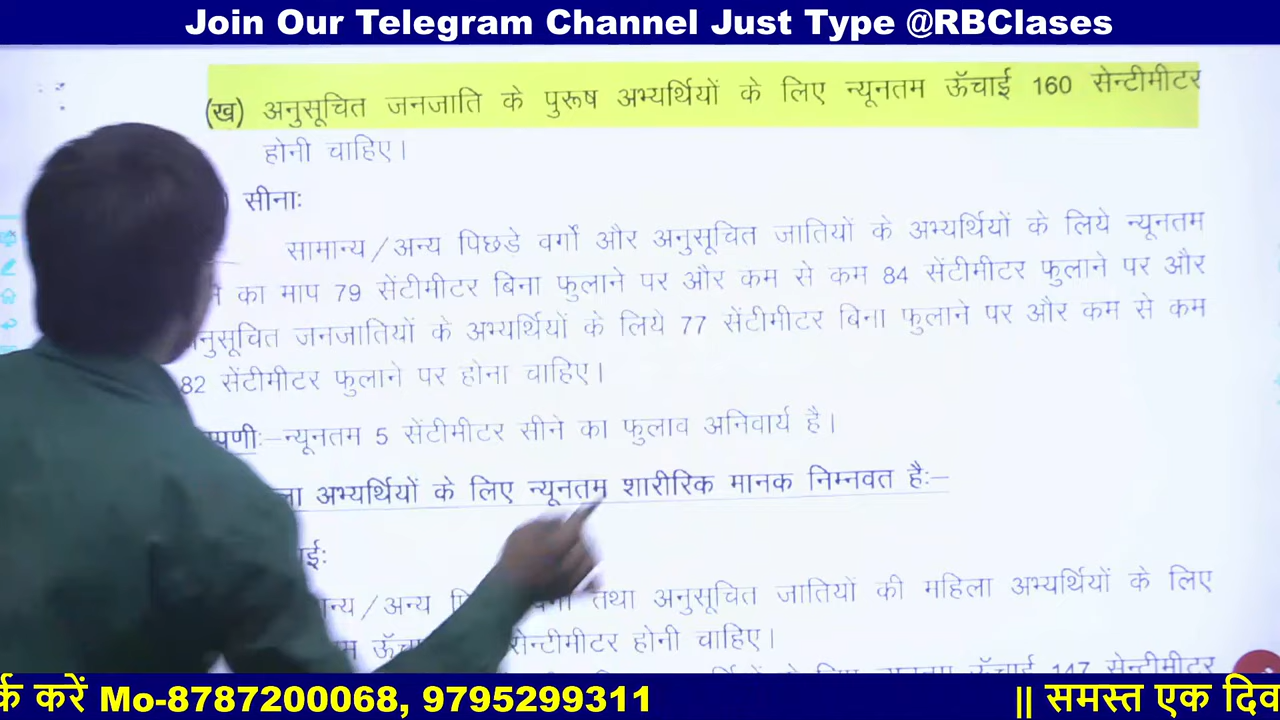 Join Our Telegram Channel Just Type @RBClases
(ख) अनुसूचित जनजाति के पुरूष अभ्यर्थियों के लिए न्यूनतम ऊँचाई 160 सेन्टीमीटर
होनी चाहिए।
सीनाः
सामान्य/अन्य पिछडे वर्गो और अनुसूचित जातियों के अभ्यर्थियों के लिये न्यूनतम
का माप 79 सेंटीमीटर बिना फुलाने पर और कम से कम 84 सेंटीमीटर फुलाने पर और
नुसूचित जनजातियों के अभ्यर्थियों के लिये 77 सेंटीमीटर बिना फुलाने पर और कम से कम
82 सेंटीमीटर फुलाने पर होना चाहिए।
प्पणीः–न्यूनतम 5 सेंटीमीटर सीने का फुलाव अनिवार्य है।
ला अभ्यर्थियों के लिए न्यूनतम शारीरिक मानक निम्नवत हैः–
ईः
न्य/अन्य तथा अनुसूचित जातियों की महिला अभ्यर्थियों के लिए
सेन्टीमीटर होनी चाहिए।
ऊँचाई 147 सेन्टीमीटर
र्क करें Mo-8787200068, 9795299311 || समस्त एक दिव